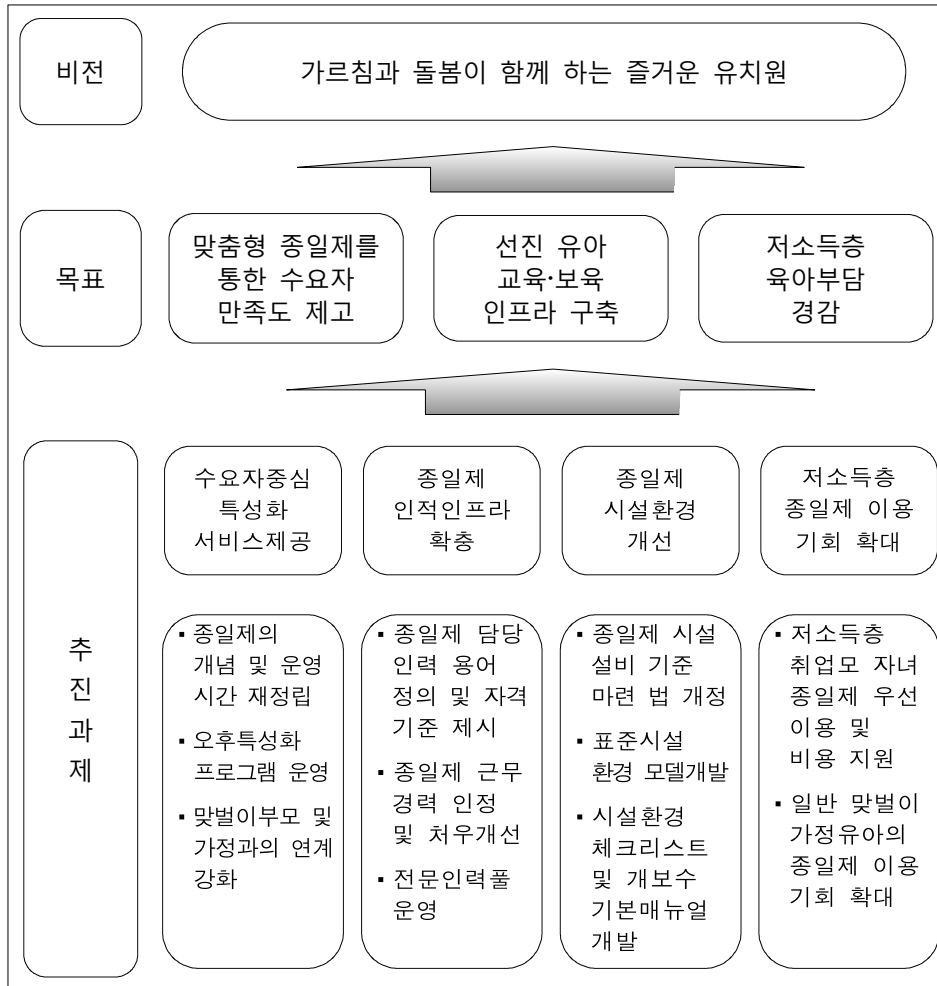 비전
가르침과 돌봄이 함께 하는 즐거운 유치원
목표
맞춤형 종일제를
통한 수요자
만족도 제고
선진 유아
교육·보육
인프라 구축
저소득층
육아부담
경감
추
진
과
제
수요자중심
특성화
서비스제공
종일제
인적인프라
확충
종일제
시설환경
개선
저소득층
종일제 이용
기회 확대
▪ 종일제의
개념 및 운영
시간 재정립
▪ 오후특성화
프로그램 운영
▪ 맞벌이부모 및
가정과의 연계
강화
▪ 종일제 담당
인력 용어
정의 및 자격
기준 제시
▪ 종일제 근무
경력 인정
및 처우개선
▪ 전문인력풀
운영
▪ 종일제 시설
설비 기준
마련 법 개정
▪ 표준시설
환경 모델개발
▪ 시설환경
체크리스트
및 개보수
기본매뉴얼
개발
▪ 저소득층
취업모 자녀
종일제 우선
이용 및
비용 지원
▪ 일반 맞벌이
가정유아의
종일제 이용
기회 확대